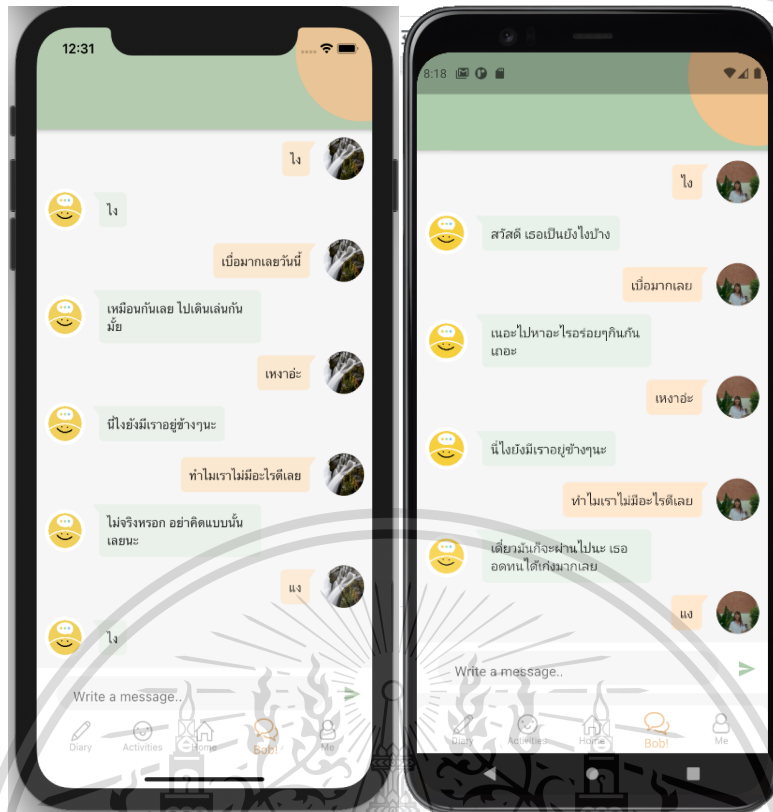 12:31
ไง
ไง
เบื่อมากเลยวันนี้
เหมือนกันเลย ไปเดินเล่นกัน
มั้ย
เหงาอ่ะ
นี่ไงยังมีเราอยู่ข้างๆนะ
ทำไมเราไม่มีอะไรดีเลย
ไม่จริงหรอก อย่าคิดแบบนั้น
เลยนะ
แง
ไง
Write a message..
Diary
Activities
Home
Bob!
Me
8:18
ไง
สวัสดี เธอเป็นยังไงบ้าง
เบื่อมากเลย
เนอะไปหาอะไรอร่อยๆกินกัน
เถอะ
เหงาอ่ะ
นี่ไงยังมีเราอยู่ข้างๆนะ
ทำไมเราไม่มีอะไรดีเลย
เดี๋ยวมันก็จะผ่านไปนะ เธอ
อดทนได้เก่งมากเลย
แง
Write a message..
Diary
Activities
Home
Bob!
Me